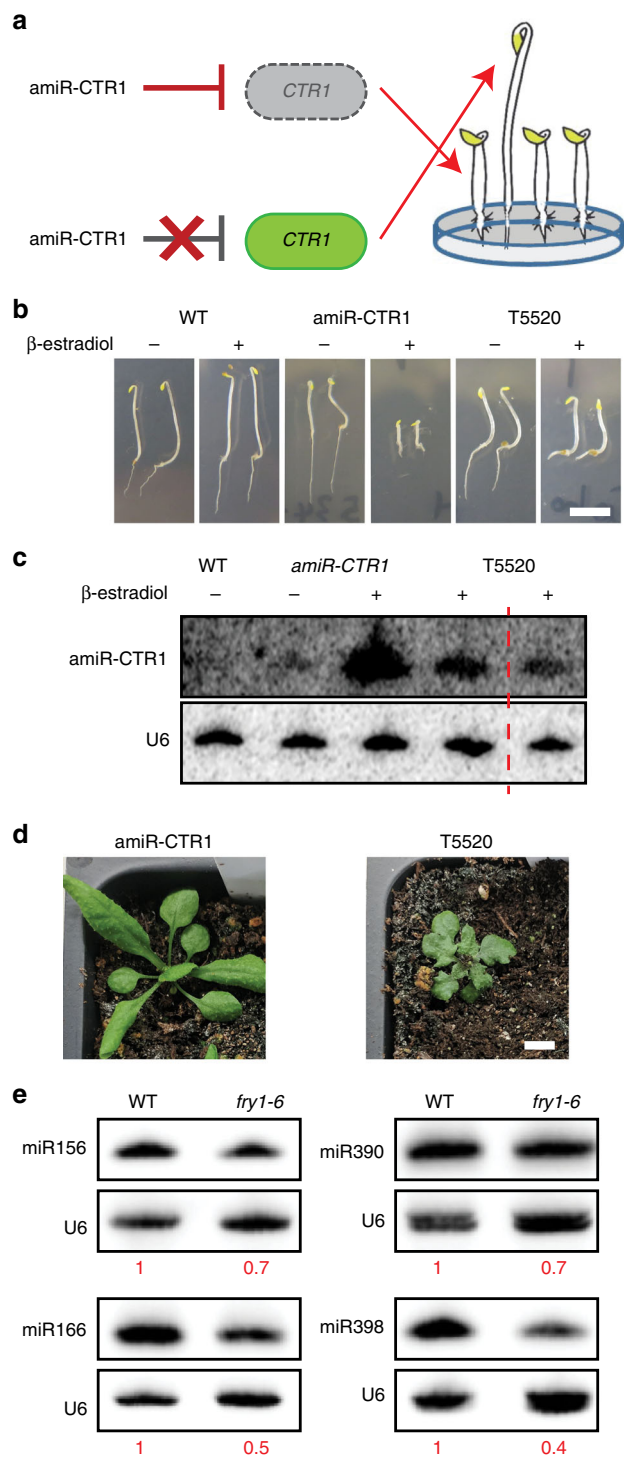 a
amiR-CTR1
CTR1
amiR-CTR1
CTR1
b
WT amiR-CTR1 T5520
β-estradiol – + – + – +
c
WT amiR-CTR1 T5520
β-estradiol – – + + +
amiR-CTR1
U6
d
amiR-CTR1 T5520
e
WT fry1-6
miR156
U6
1 0.7
WT fry1-6
miR390
U6
1 0.7
miR166
U6
1 0.5
miR398
U6
1 0.4